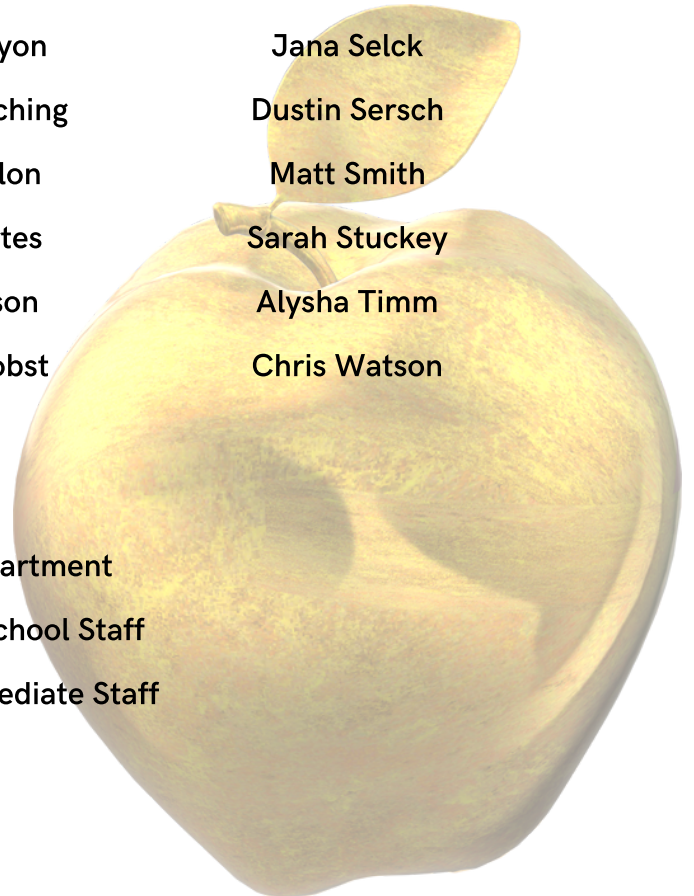 yon Jana Selck
ching Dustin Sersch
lon Matt Smith
tes Sarah Stuckey
son Alysha Timm
obst Chris Watson
artment
chool Staff
ediate Staff